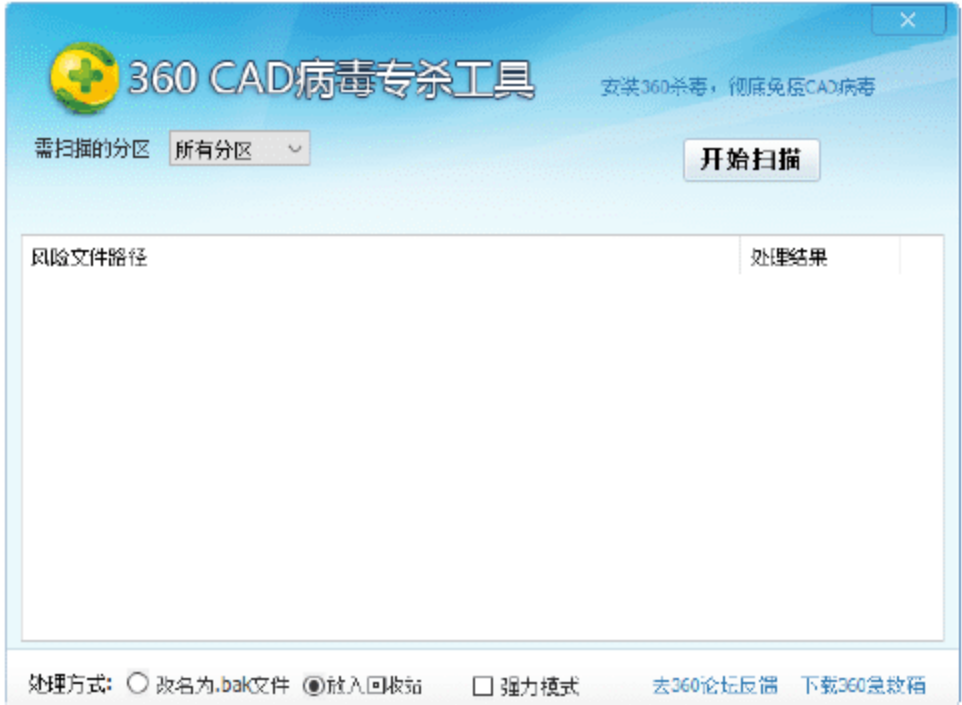 360 CAD病毒专杀工具
安装360杀毒，彻底免疫CAD病毒
需扫描的分区 所有分区
开始扫描
风险文件路径 处理结果
处理方式: 改名为.bak文件 放入回收站 强力模式 去360论坛反馈 下载360急救箱